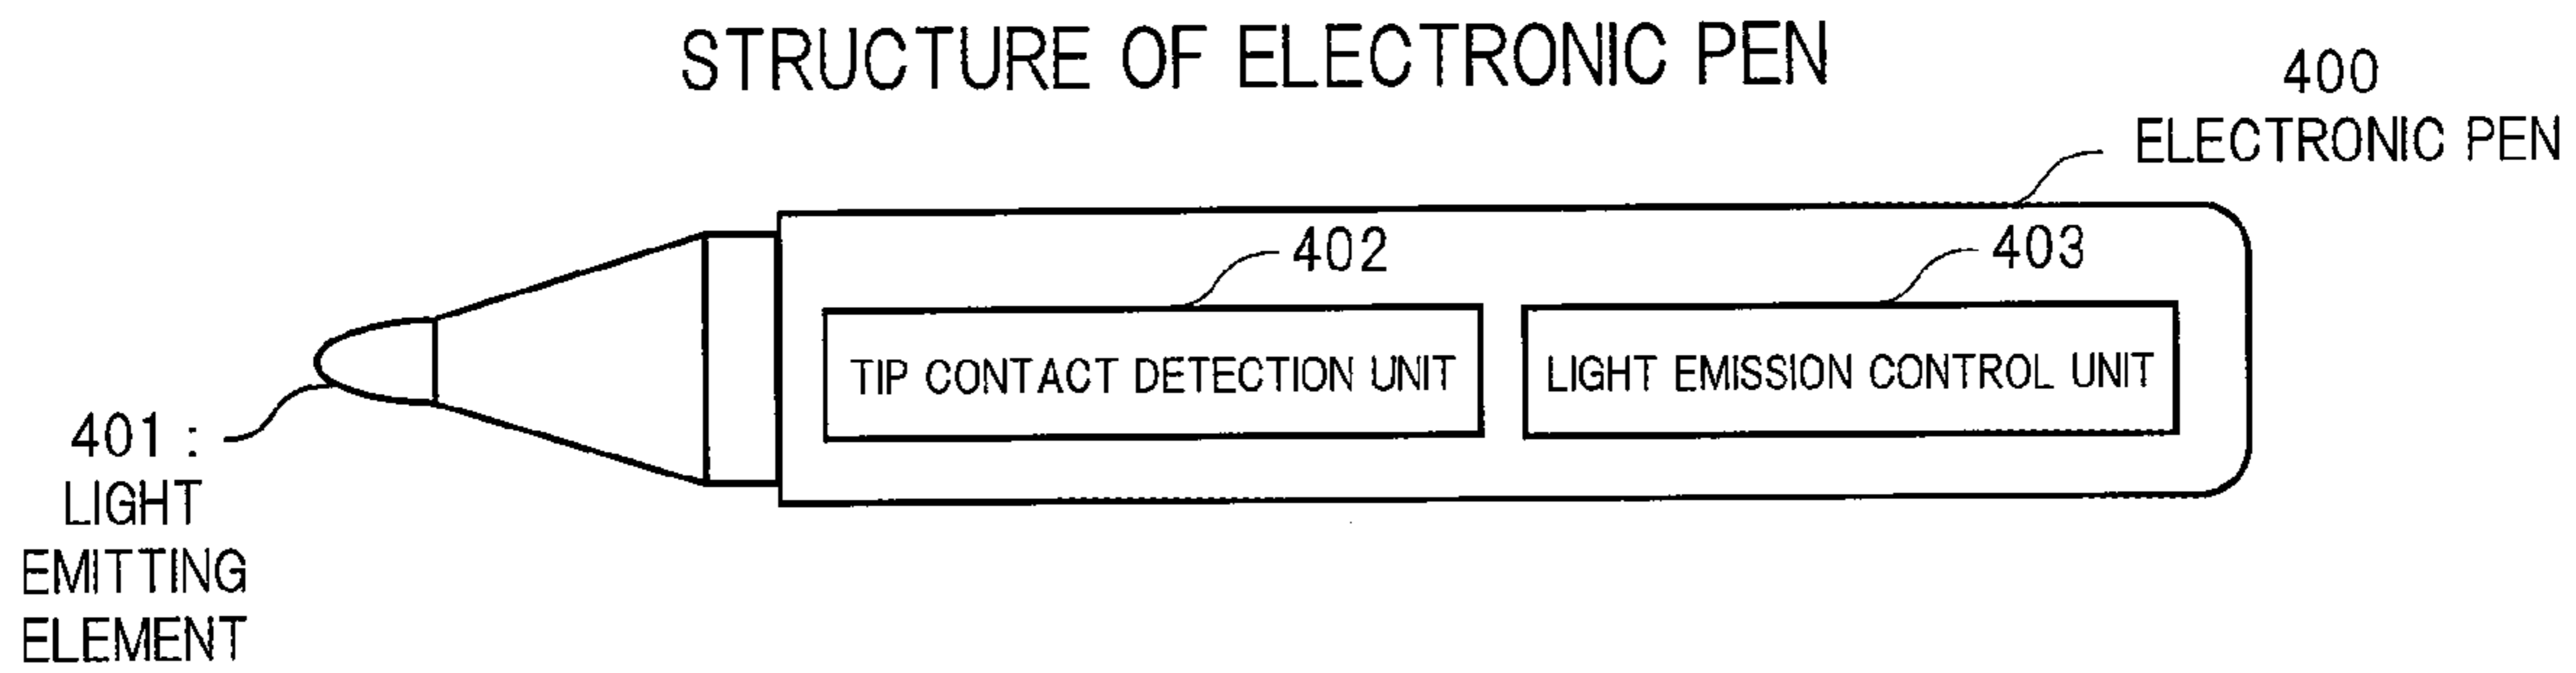 STRUCTURE OF ELECTRONIC PEN
400
ELECTRONIC PEN
402
403
TIP CONTACT DETECTION UNIT
LIGHT EMISSION CONTROL UNIT
401 :
LIGHT
EMITTING
ELEMENT